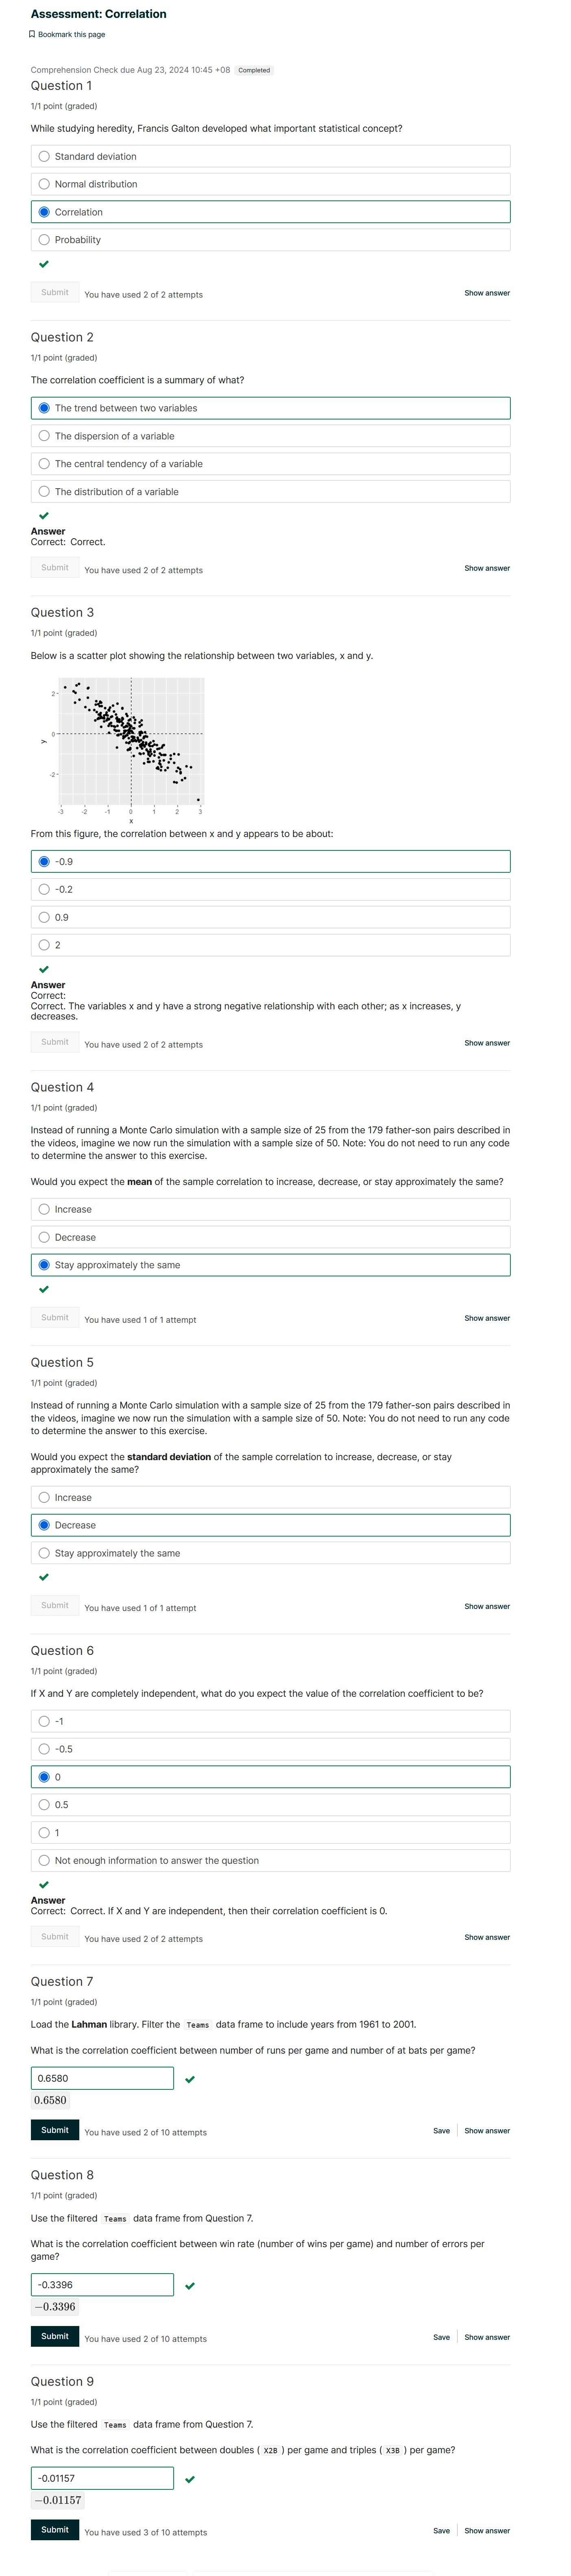 Assessment: Correlation
Bookmark this page
Comprehension Check due Aug 23, 2024 10:45 +08 Completed
Question 1
1/1 point (graded)
While studying heredity, Francis Galton developed what important statistical concept?
Standard deviation
Normal distribution
Correlation
Probability
Submit You have used 2 of 2 attempts Show answer
Question 2
1/1 point (graded)
The correlation coefficient is a summary of what?
The trend between two variables
The dispersion of a variable
The central tendency of a variable
The distribution of a variable
Answer
Correct: Correct.
Submit You have used 2 of 2 attempts Show answer
Question 3
1/1 point (graded)
Below is a scatter plot showing the relationship between two variables, x and y.
2
0
-2
y
-3 -2 -1 0 1 2 3
x
From this figure, the correlation between x and y appears to be about:
-0.9
-0.2
0.9
2
Answer
Correct:
Correct. The variables x and y have a strong negative relationship with each other; as x increases, y
decreases.
Submit You have used 2 of 2 attempts Show answer
Question 4
1/1 point (graded)
Instead of running a Monte Carlo simulation with a sample size of 25 from the 179 father-son pairs described in
the videos, imagine we now run the simulation with a sample size of 50. Note: You do not need to run any code
to determine the answer to this exercise.
Would you expect the mean of the sample correlation to increase, decrease, or stay approximately the same?
Increase
Decrease
Stay approximately the same
Submit You have used 1 of 1 attempt Show answer
Question 5
1/1 point (graded)
Instead of running a Monte Carlo simulation with a sample size of 25 from the 179 father-son pairs described in
the videos, imagine we now run the simulation with a sample size of 50. Note: You do not need to run any code
to determine the answer to this exercise.
Would you expect the standard deviation of the sample correlation to increase, decrease, or stay
approximately the same?
Increase
Decrease
Stay approximately the same
Submit You have used 1 of 1 attempt Show answer
Question 6
1/1 point (graded)
If X and Y are completely independent, what do you expect the value of the correlation coefficient to be?
-1
-0.5
0
0.5
1
Not enough information to answer the question
Answer
Correct: Correct. If X and Y are independent, then their correlation coefficient is 0.
Submit You have used 2 of 2 attempts Show answer
Question 7
1/1 point (graded)
Load the Lahman library. Filter the Teams data frame to include years from 1961 to 2001.
What is the correlation coefficient between number of runs per game and number of at bats per game?
0.6580
0.6580
Submit You have used 2 of 10 attempts Save Show answer
Question 8
1/1 point (graded)
Use the filtered Teams data frame from Question 7.
What is the correlation coefficient between win rate (number of wins per game) and number of errors per
game?
-0.3396
−0.3396
Submit You have used 2 of 10 attempts Save Show answer
Question 9
1/1 point (graded)
Use the filtered Teams data frame from Question 7.
What is the correlation coefficient between doubles ( X2B ) per game and triples ( X3B ) per game?
-0.01157
−0.01157
Submit You have used 3 of 10 attempts Save Show answer